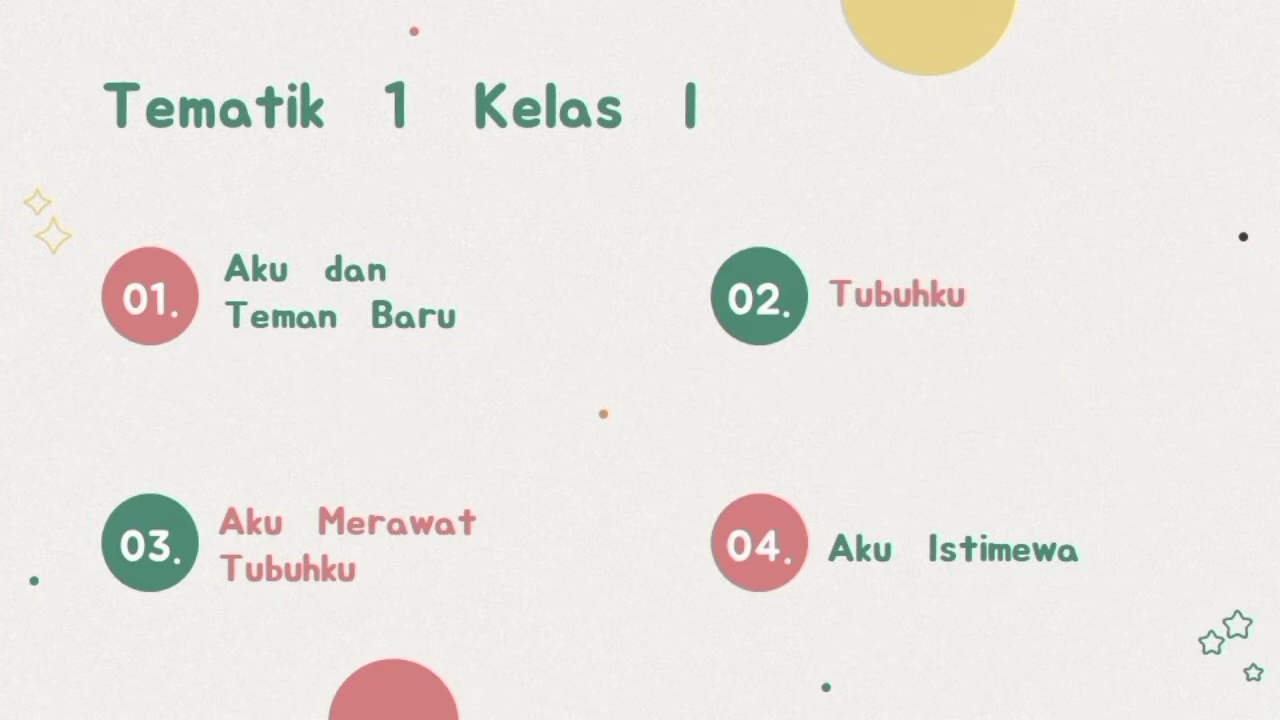 Tematik 1 Kelas I
01.
Aku dan
Teman Baru
02.
Tubuhku
03.
Aku Merawat
Tubuhku
04.
Aku Istimewa